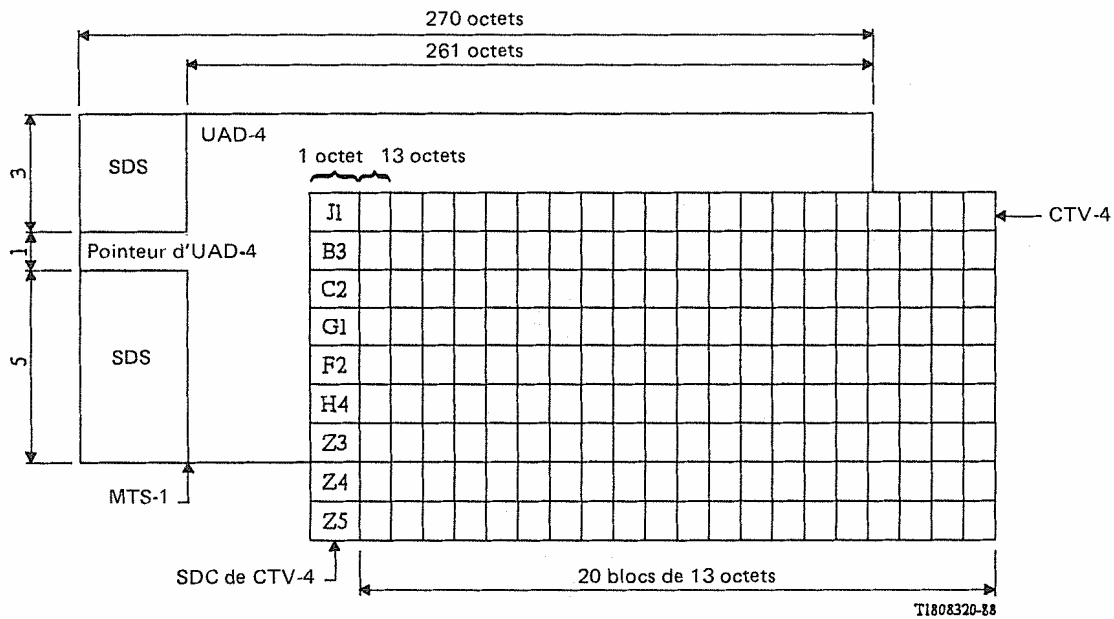 270 octets
261 octets
UAD-4
1 octet 13 octets
3
SDS
J1
CTV-4
1
Pointeur d'UAD-4
B3
C2
G1
5
SDS
F2
H4
Z3
Z4
MTS-1
Z5
SDC de CTV-4
20 blocs de 13 octets
T1808320-88